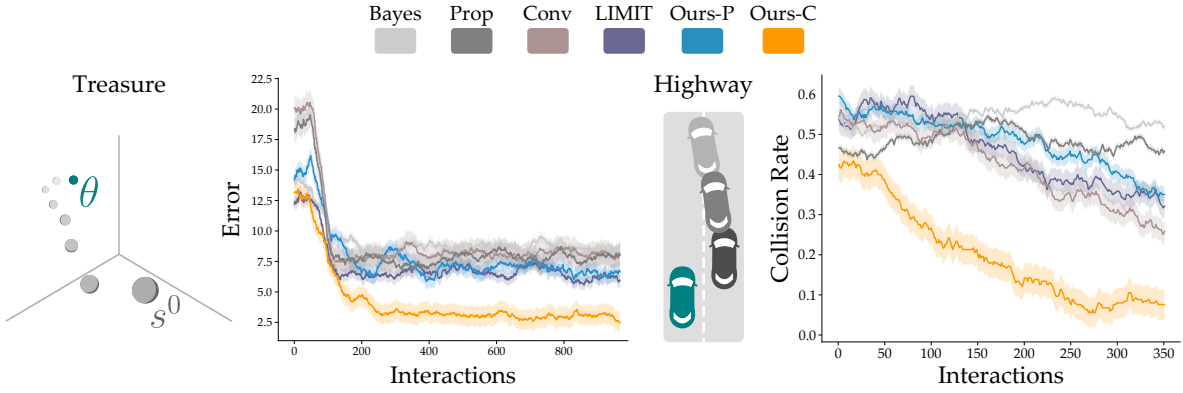 Bayes Prop Conv LIMIT Ours-P Ours-C
Treasure
θ
s⁰
Error
22.5
20.0
17.5
15.0
12.5
10.0
7.5
5.0
2.5
0 200 400 600 800
Interactions
Highway
Collision Rate
0.6
0.5
0.4
0.3
0.2
0.1
0.0
0 50 100 150 200 250 300 350
Interactions